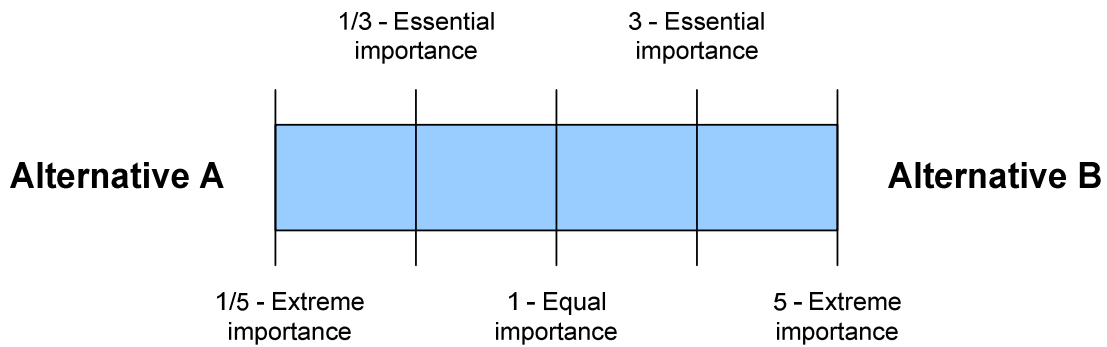 1/3 - Essential
importance
3 - Essential
importance
Alternative A
Alternative B
1/5 - Extreme
importance
1 - Equal
importance
5 - Extreme
importance